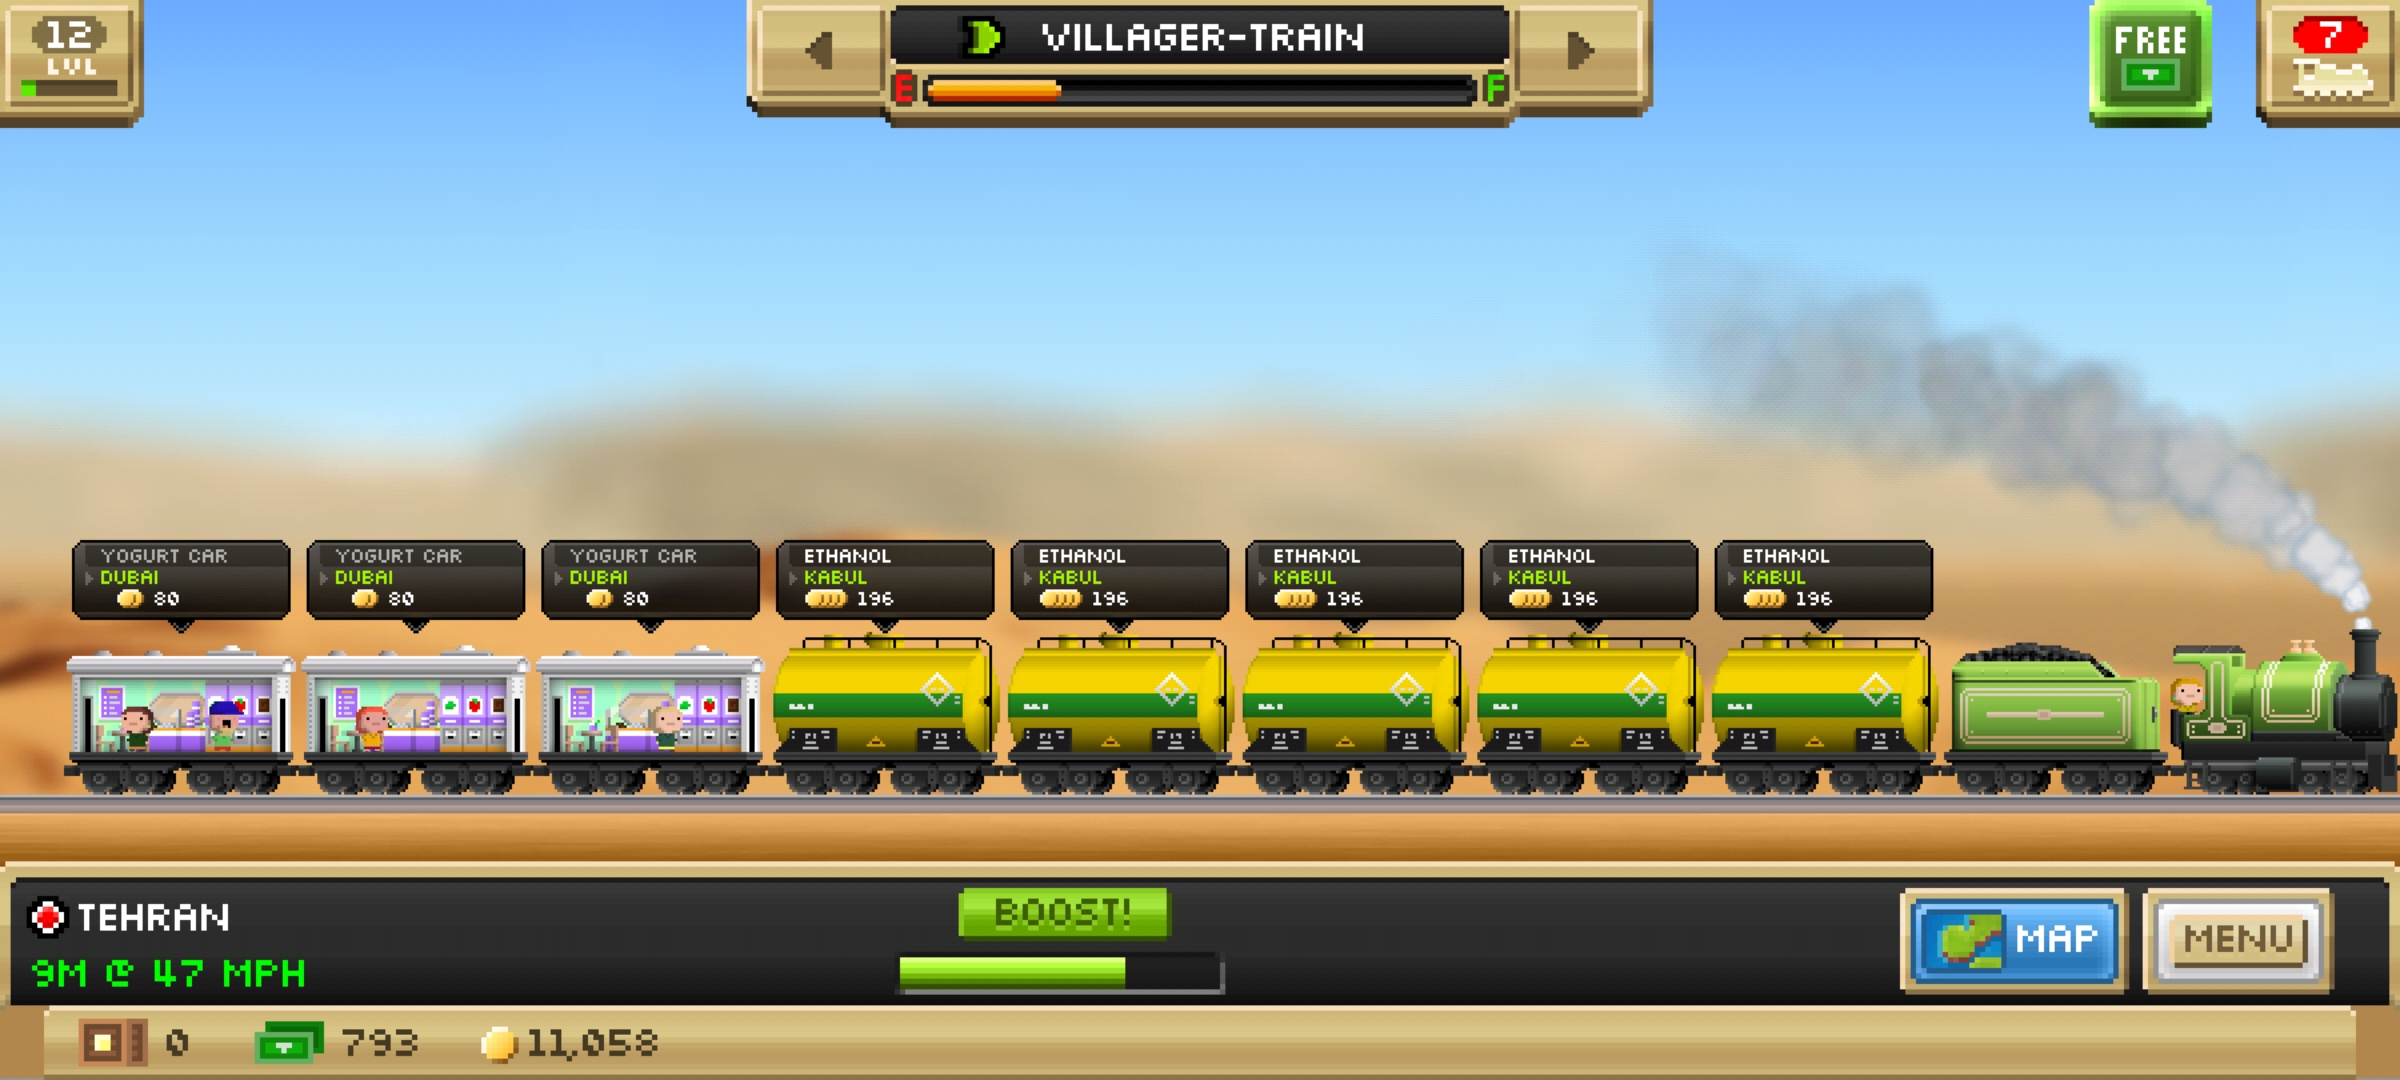 12
LVL
VILLAGER-TRAIN
E
F
FREE
7
YOGURT CAR
DUBAI
80
YOGURT CAR
DUBAI
80
YOGURT CAR
DUBAI
80
ETHANOL
KABUL
196
ETHANOL
KABUL
196
ETHANOL
KABUL
196
ETHANOL
KABUL
196
ETHANOL
KABUL
196
TEHRAN
9M @ 47 MPH
BOOST!
MAP
MENU
0
793
11,058